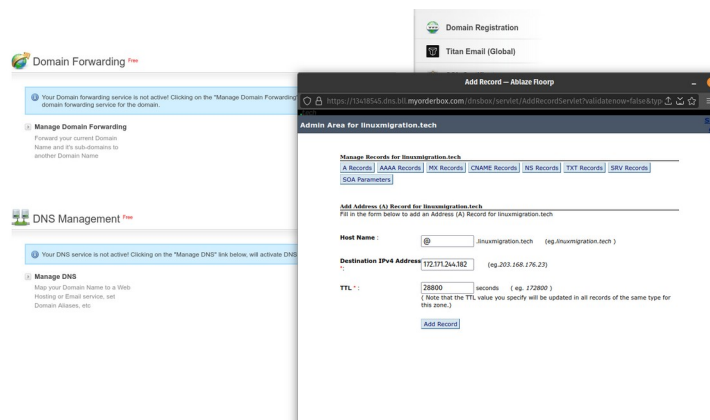 Domain Registration
Titan Email (Global)
Domain Forwarding Free
Your Domain forwarding service is not active! Clicking on the "Manage Domain Forwarding"
domain forwarding service for the domain.
Manage Domain Forwarding
Forward your current Domain
Name and it's sub-domains to
another Domain Name
DNS Management Free
Your DNS service is not active! Clicking on the "Manage DNS" link below, will activate DNS
Manage DNS
Map your Domain Name to a Web
Hosting or Email service, set
Domain Aliases, etc
Add Record — Ablaze Floorp
https://13418545.dns.bll.myorderbox.com/dnsbox/servlet/AddRecordServlet?validatenow=false&typ
Admin Area for linuxmigration.tech
Manage Records for linuxmigration.tech
A Records AAAA Records MX Records CNAME Records NS Records TXT Records SRV Records
SOA Parameters
Add Address (A) Record for linuxmigration.tech
Fill in the form below to add an Address (A) Record for linuxmigration.tech
Host Name : @ .linuxmigration.tech (eg.linuxmigration.tech )
Destination IPv4 Address 172.171.244.182 (eg.203.168.176.23)
*:
TTL * : 28800 seconds ( eg. 172800 )
( Note that the TTL value you specify will be updated in all records of the same type for
this zone.)
Add Record